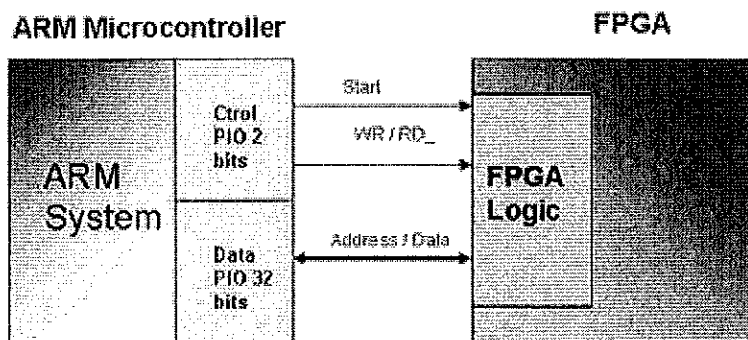 ARM Microcontroller
FPGA
Ctrol
PIO 2
bits
Start
WR / RD_
ARM
System
FPGA
Logic
Data
PIO 32
bits
Address / Data